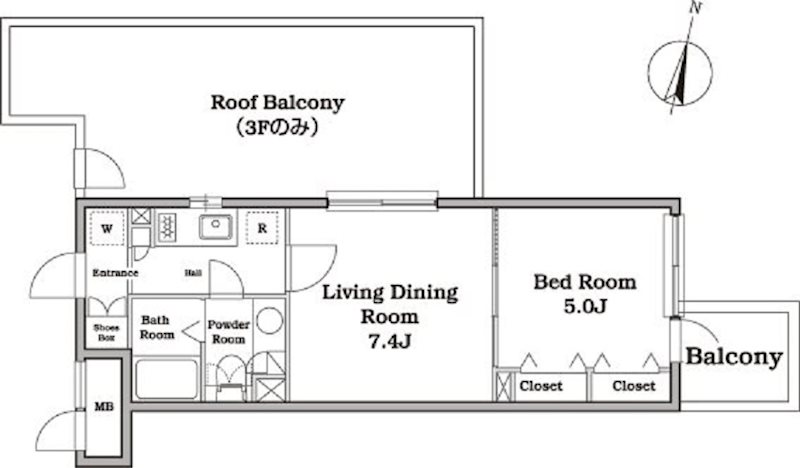 N
Roof Balcony
(3Fのみ)
W
R
Entrance
Hall
Living Dining
Room
7.4J
Bed Room
5.0J
Shoes
Box
Bath
Room
Powder
Room
Balcony
Closet
Closet
MB